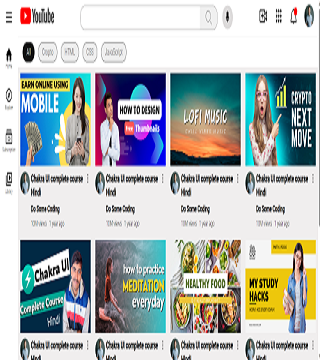 YouTube
All
Crypto
HTML
CSS
JavaScript
Home
Explore
Subscription
Library
EARN ONLINE USING
MOBILE
HOW TO DESIGN
Free Thumbnails
LOFI MUSIC
CRYPTO
NEXT
MOVE
Chakra UI complete course
Hindi
Do Some Coding
10M views 1 year ago
Chakra UI complete course
Hindi
Do Some Coding
10M views 1 year ago
Chakra UI complete course
Hindi
Do Some Coding
10M views 1 year ago
Chakra UI complete course
Hindi
Do Some Coding
10M views 1 year ago
Chakra UI
Complete Course
Hindi
how to practice
MEDITATION
everyday
HEALTHY FOOD
MY STUDY
HACKS
Chakra UI complete course
Hindi
Chakra UI complete course
Hindi
Chakra UI complete course
Hindi
Chakra UI complete course
Hindi